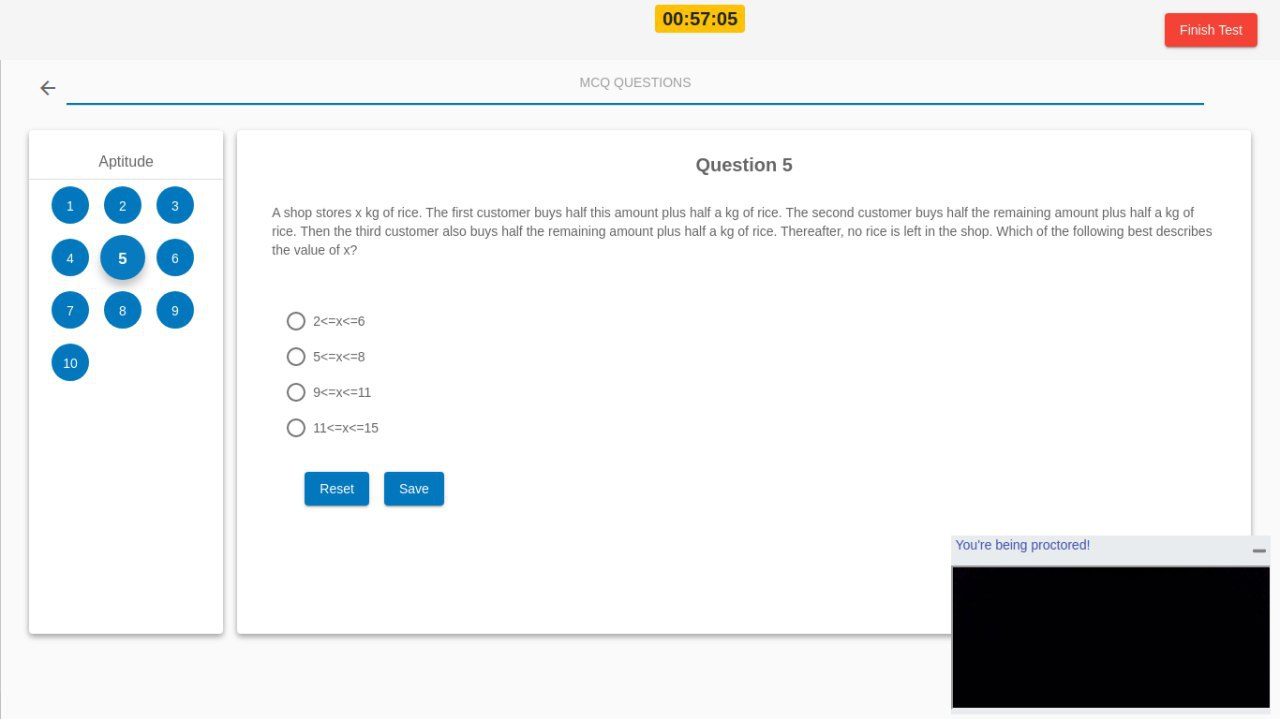 00:57:05
Finish Test
MCQ QUESTIONS
Aptitude
1 2 3
4 5 6
7 8 9
10
Question 5
A shop stores x kg of rice. The first customer buys half this amount plus half a kg of rice. The second customer buys half the remaining amount plus half a kg of
rice. Then the third customer also buys half the remaining amount plus half a kg of rice. Thereafter, no rice is left in the shop. Which of the following best describes
the value of x?
2<=x<=6
5<=x<=8
9<=x<=11
11<=x<=15
Reset Save
You're being proctored!